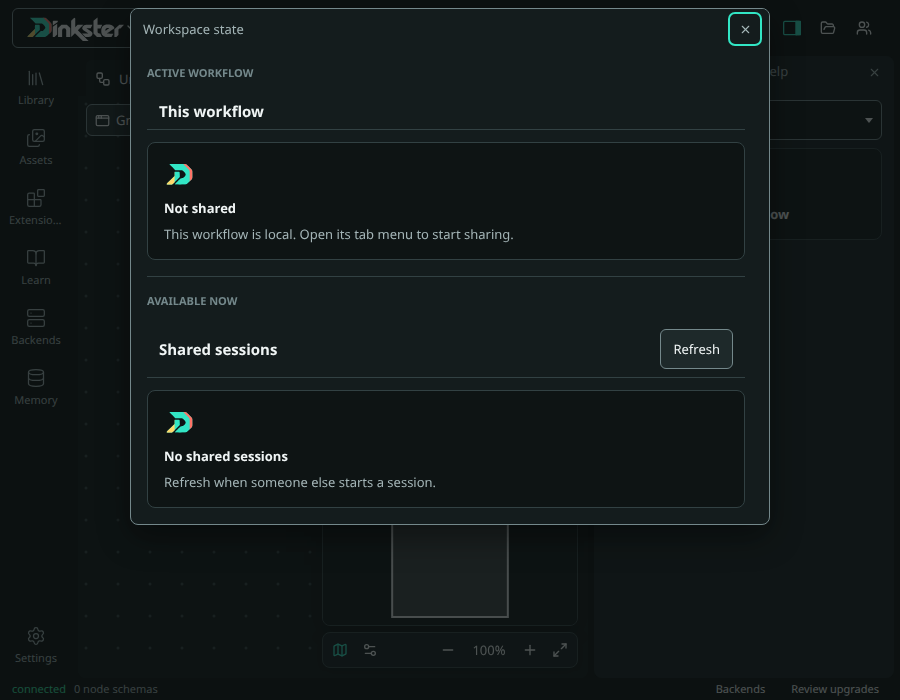 Dinkster
Workspace state
ACTIVE WORKFLOW
This workflow
Not shared
This workflow is local. Open its tab menu to start sharing.
AVAILABLE NOW
Shared sessions
Refresh
No shared sessions
Refresh when someone else starts a session.
Library
Assets
Extensio...
Learn
Backends
Memory
Settings
100%
connected
0 node schemas
Backends
Review upgrades